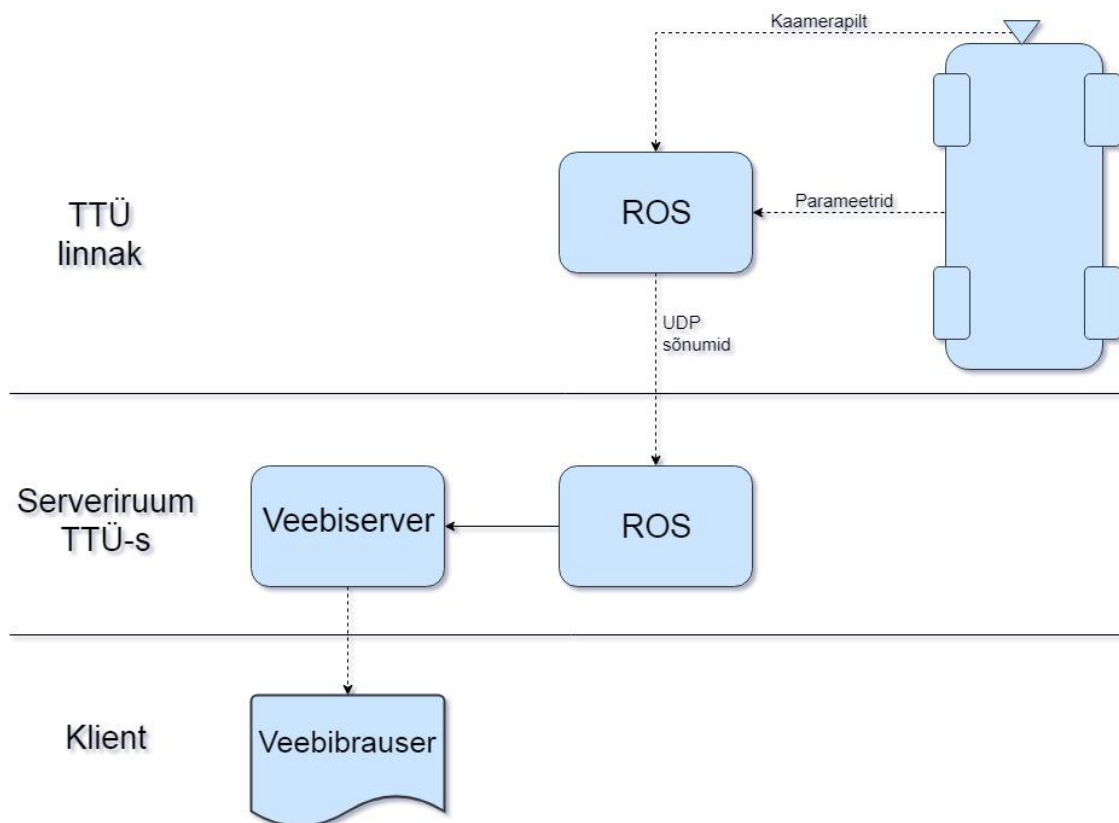 Kaamerapilt
TTÜ
linnak
ROS
Parameetrid
UDP
sõnumid
Serveriruum
TTÜ-s
Veebiserver
ROS
Klient
Veebibrauser